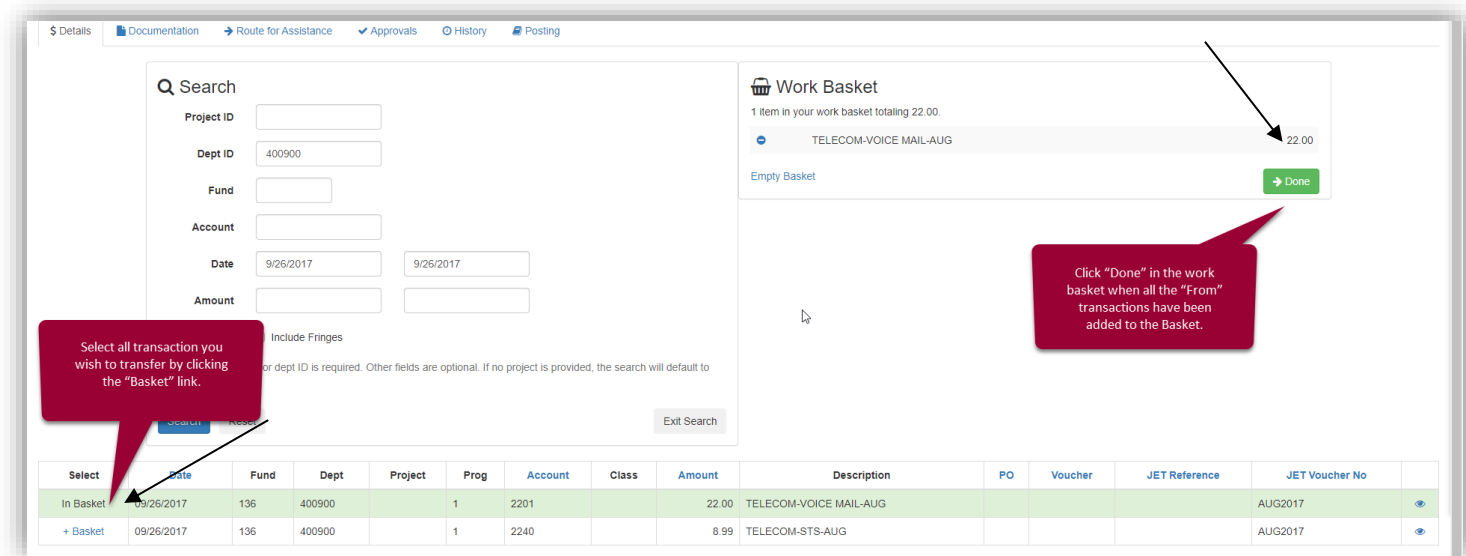 $ Details Documentation Route for Assistance Approvals History Posting
Search
Project ID
Dept ID 400900
Fund
Account
Date 9/26/2017 9/26/2017
Amount
Include Fringes
or dept ID is required. Other fields are optional. If no project is provided, the search will default to
Search Reset Exit Search
Work Basket
1 item in your work basket totaling 22.00.
TELECOM-VOICE MAIL-AUG 22.00
Empty Basket Done
Click “Done” in the work
basket when all the “From”
transactions have been
added to the Basket.
Select all transaction you
wish to transfer by clicking
the “Basket” link.
Select Date Fund Dept Project Prog Account Class Amount Description PO Voucher JET Reference JET Voucher No
In Basket 09/26/2017 136 400900 1 2201 22.00 TELECOM-VOICE MAIL-AUG AUG2017
+ Basket 09/26/2017 136 400900 1 2240 8.99 TELECOM-STS-AUG AUG2017